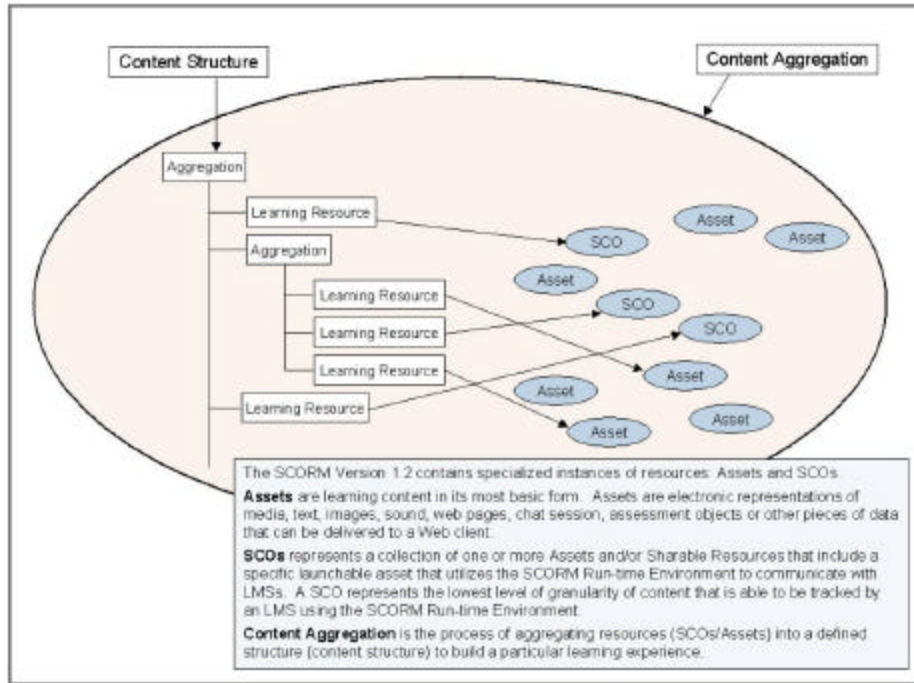 Content Structure
Content Aggregation
Aggregation
Learning Resource
Asset
Asset
SCO
Aggregation
Asset
Learning Resource
SCO
Learning Resource
SCO
Learning Resource
Asset
Asset
Learning Resource
Asset
Asset
The SCORM Version 1.2 contains specialized instances of resources: Assets and SCOs.
Assets are learning content in its most basic form. Assets are electronic representations of
media, text, images, sound, web pages, chat session, assessment objects or other pieces of data
that can be delivered to a Web client.
SCOs represents a collection of one or more Assets and/or Sharable Resources that include a
specific launchable asset that utilizes the SCORM Run-time Environment to communicate with
LMSs. A SCO represents the lowest level of granularity of content that is able to be tracked by
an LMS using the SCORM Run-time Environment.
Content Aggregation is the process of aggregating resources (SCOs/Assets) into a defined
structure (content structure) to build a particular learning experience.